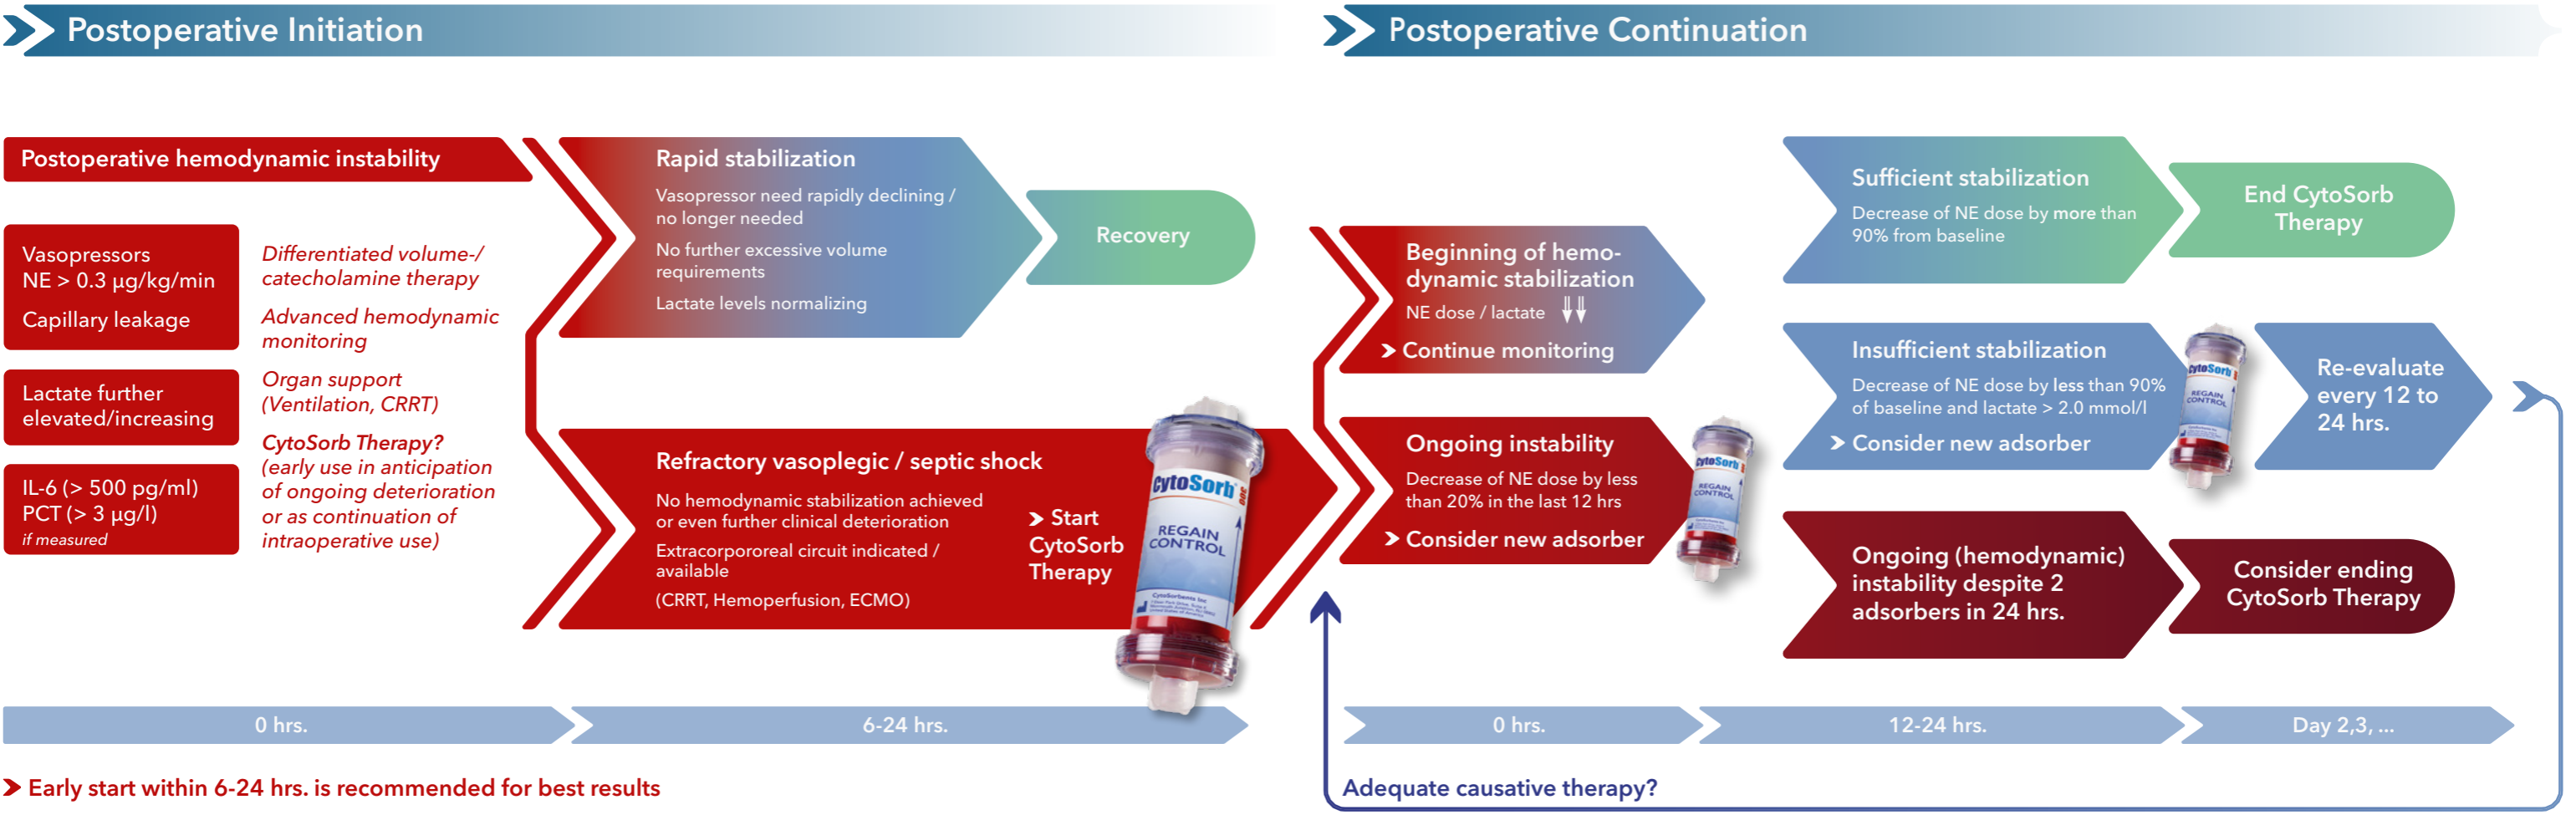 Postoperative Initiation
Postoperative hemodynamic instability
Vasopressors
NE > 0.3 µg/kg/min
Capillary leakage
Lactate further
elevated/increasing
IL-6 (> 500 pg/ml)
PCT (> 3 µg/l)
if measured
Differentiated volume-/
catecholamine therapy
Advanced hemodynamic
monitoring
Organ support
(Ventilation, CRRT)
CytoSorb Therapy?
(early use in anticipation
of ongoing deterioration
or as continuation of
intraoperative use)
Rapid stabilization
Vasopressor need rapidly declining /
no longer needed
No further excessive volume
requirements
Lactate levels normalizing
Recovery
Refractory vasoplegic / septic shock
No hemodynamic stabilization achieved
or even further clinical deterioration
Extracorpororeal circuit indicated /
available
(CRRT, Hemoperfusion, ECMO)
Start
CytoSorb
Therapy
CytoSorb 300
REGAIN
CONTROL
CytoSorbents Inc
0 hrs.
6-24 hrs.
Early start within 6-24 hrs. is recommended for best results
Postoperative Continuation
Beginning of hemo-
dynamic stabilization
NE dose / lactate
Continue monitoring
Ongoing instability
Decrease of NE dose by less
than 20% in the last 12 hrs
Consider new adsorber
CytoSorb
REGAIN
CONTROL
Sufficient stabilization
Decrease of NE dose by more than
90% from baseline
End CytoSorb
Therapy
Insufficient stabilization
Decrease of NE dose by less than 90%
of baseline and lactate > 2.0 mmol/l
Consider new adsorber
CytoSorb
REGAIN
CONTROL
Re-evaluate
every 12 to
24 hrs.
Ongoing (hemodynamic)
instability despite 2
adsorbers in 24 hrs.
Consider ending
CytoSorb Therapy
0 hrs.
12-24 hrs.
Day 2,3, ...
Adequate causative therapy?